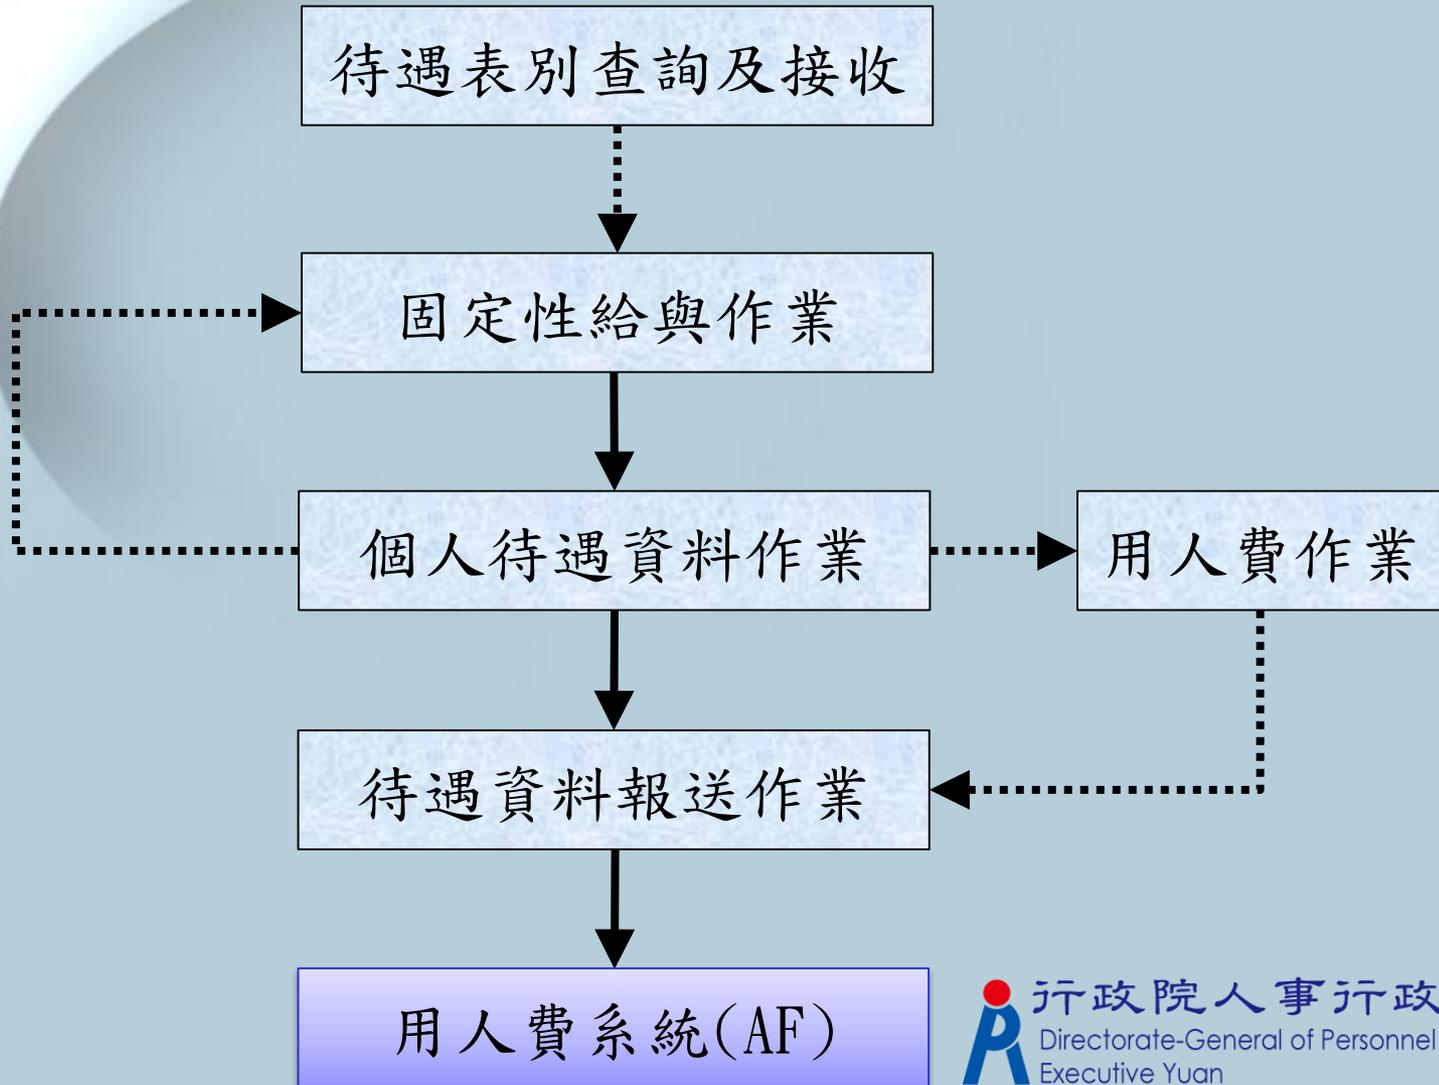 待遇表別查詢及接收
固定性給與作業
個人待遇資料作業
用人費作業
待遇資料報送作業
用人費系統(AF)
行政院人事行政
Directorate-General of Personnel
Executive Yuan